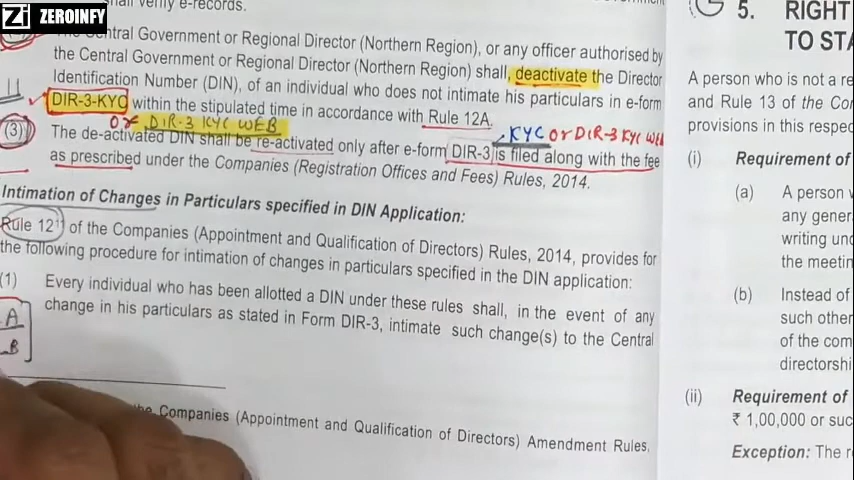 Zi ZEROINFY
shall verify e-records.
Central Government or Regional Director (Northern Region), or any officer authorised by
the Central Government or Regional Director (Northern Region) shall, deactivate the Director
Identification Number (DIN), of an individual who does not intimate his particulars in e-form
DIR-3-KYC within the stipulated time in accordance with Rule 12A.
or DIR-3 KYC WEB
KYC or DIR-3 KYC WEB
(3) The de-activated DIN shall be re-activated only after e-form DIR-3 is filed along with the fee
as prescribed under the Companies (Registration Offices and Fees) Rules, 2014.
Intimation of Changes in Particulars specified in DIN Application:
Rule 12 of the Companies (Appointment and Qualification of Directors) Rules, 2014, provides for
the following procedure for intimation of changes in particulars specified in the DIN application:
(1) Every individual who has been allotted a DIN under these rules shall, in the event of any
change in his particulars as stated in Form DIR-3, intimate such change(s) to the Central
A
B
the Companies (Appointment and Qualification of Directors) Amendment Rules,
5. RIGHT
TO STA
A person who is not a re
and Rule 13 of the Co
provisions in this respec
(i) Requirement of
(a) A person
any gener
writing un
the meetin
(b) Instead of
such other
of the com
directorshi
(ii) Requirement of
₹ 1,00,000 or suc
Exception: The r